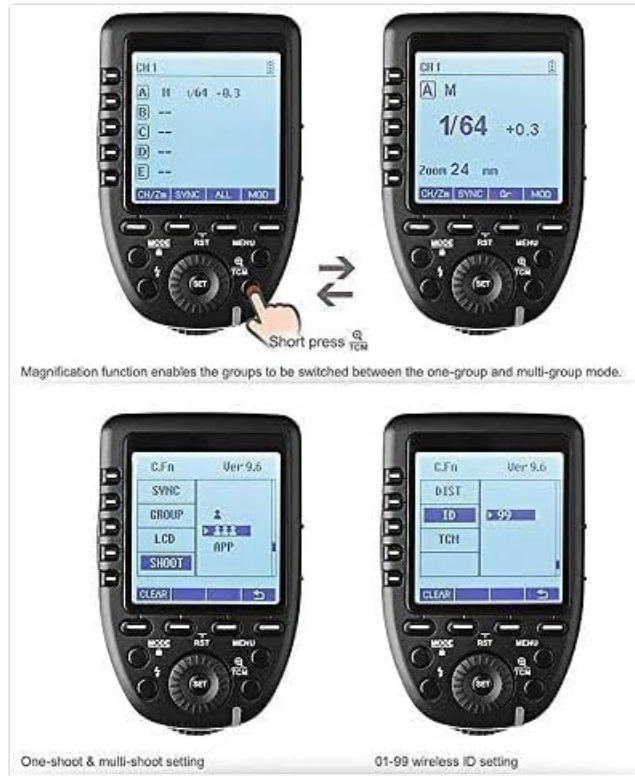 CH 1
A M 1/64 +0.3
B --
C --
D --
E --
CH/Zm SYNC ALL MOD
MODE RST MENU
TCM
SET
CH 1
A M
1/64 +0.3
Zoom 24 mm
CH/Zm SYNC Gr MOD
MODE RST MENU
TCM
SET
Short press TCM
Magnification function enables the groups to be switched between the one-group and multi-group mode.
C.Fn Ver 9.6
SYNC
GROUP
LCD
SHOOT
APP
CLEAR
MODE RST MENU
TCM
SET
C.Fn Ver 9.6
DIST
ID 99
TCM
CLEAR
MODE RST MENU
TCM
SET
One-shoot & multi-shoot setting
01-99 wireless ID setting